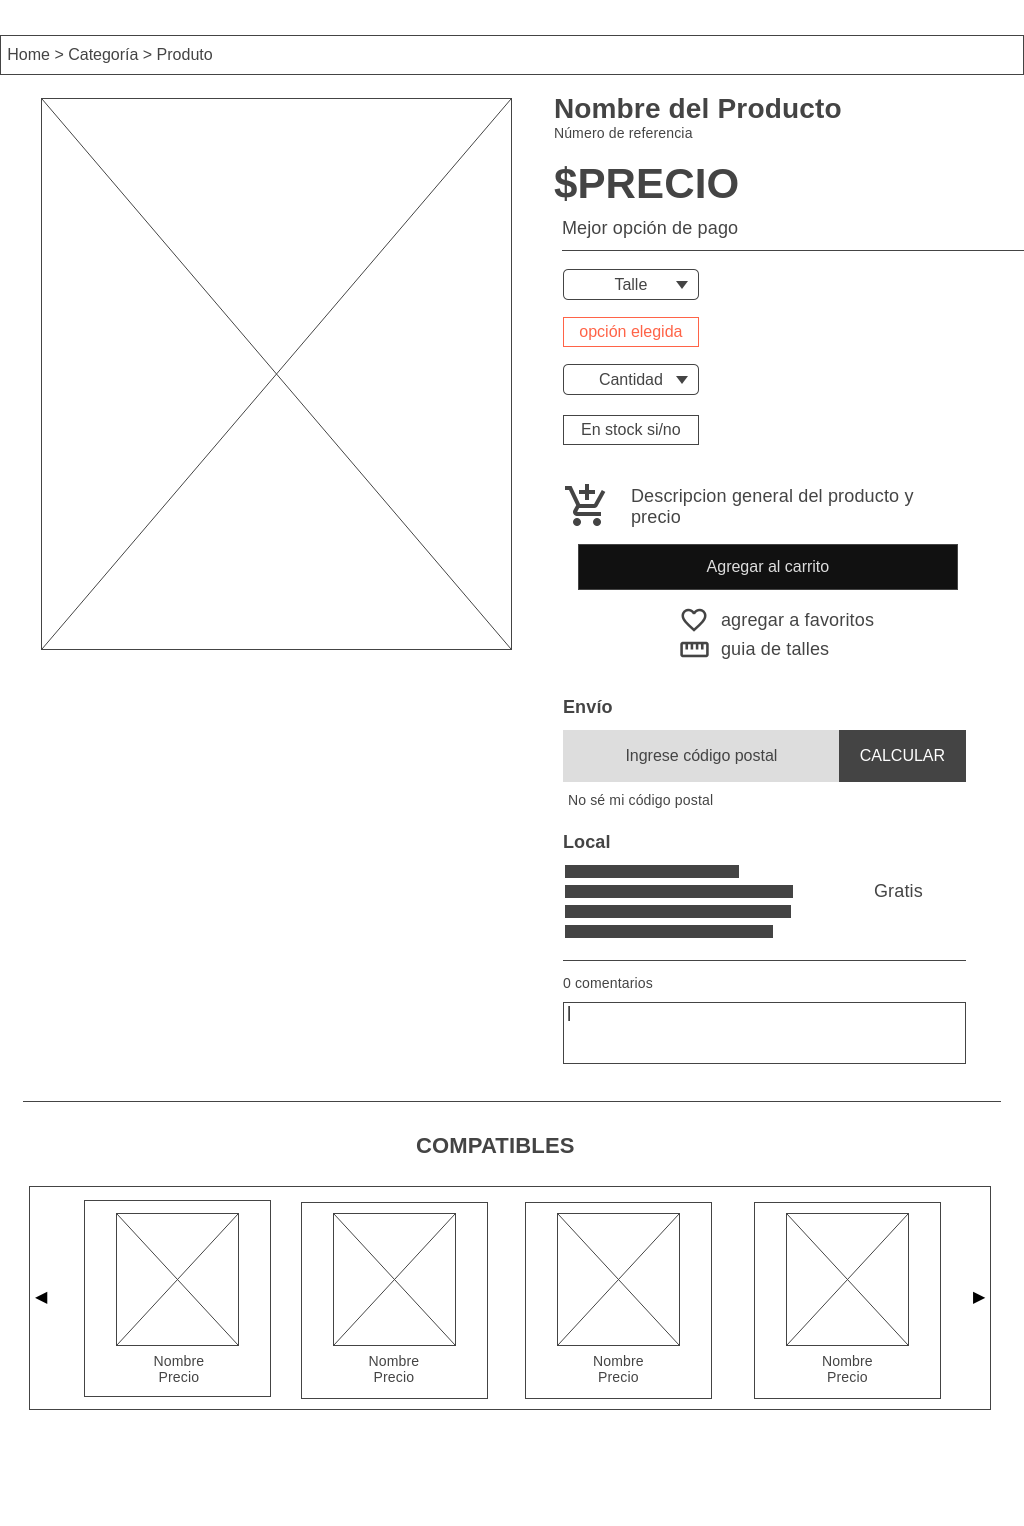 Home > Categoría > Produto
Nombre del Producto
Número de referencia
$PRECIO
Mejor opción de pago
Talle
opción elegida
Cantidad
En stock si/no
Descripcion general del producto y
precio
Agregar al carrito
agregar a favoritos
guia de talles
Envío
Ingrese código postal
CALCULAR
No sé mi código postal
Local
Gratis
0 comentarios
COMPATIBLES
Nombre
Precio
Nombre
Precio
Nombre
Precio
Nombre
Precio